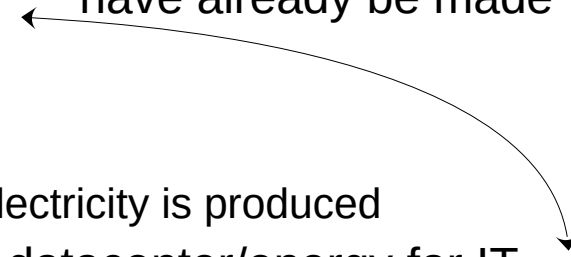 have already be made
lectricity is produced
datacenter/energy for IT